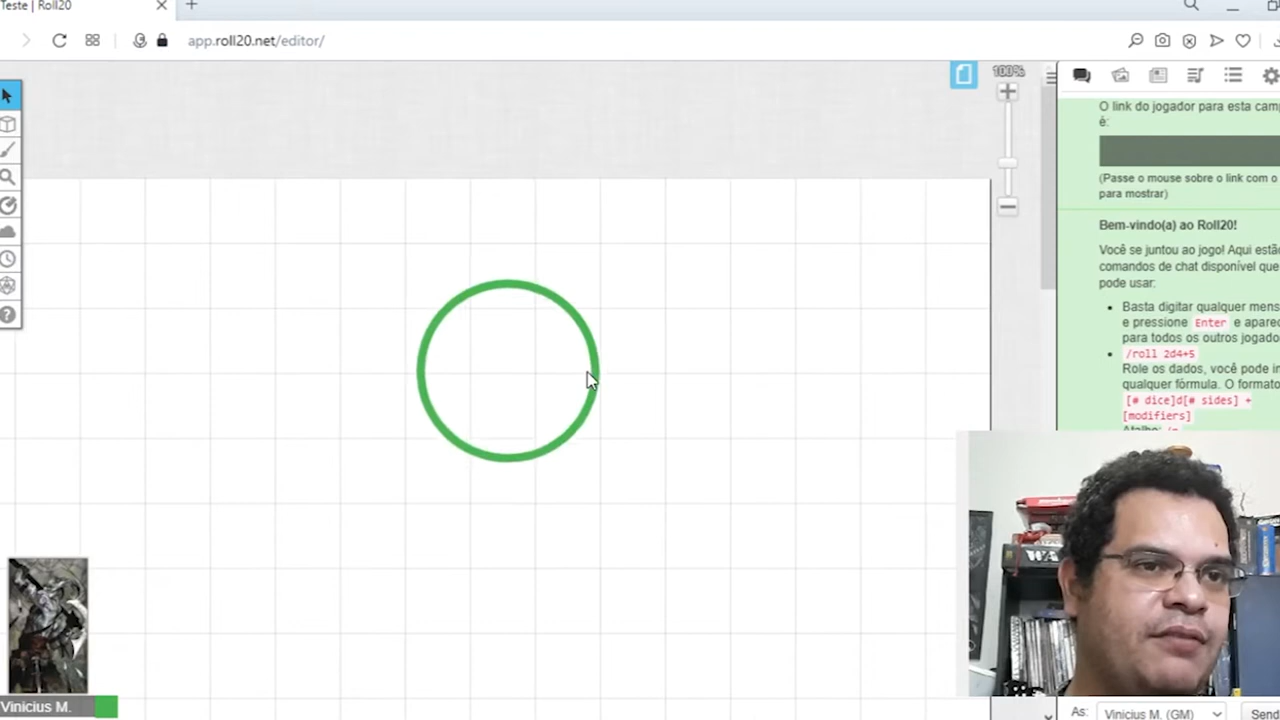 Teste | Roll20
app.roll20.net/editor/
100%
O link do jogador para esta cam
é:
(Passe o mouse sobre o link com o
para mostrar)
Bem-vindo(a) ao Roll20!
Você se juntou ao jogo! Aqui estão
comandos de chat disponível que
pode usar:
Basta digitar qualquer mens
e pressione Enter e aparec
para todos os outros jogado
/roll 2d4+5
Role os dados, você pode in
qualquer fórmula. O formato
[# dice]d[# sides] +
[modifiers]
Vinicius M.
As: Vinicius M. (GM)
Send